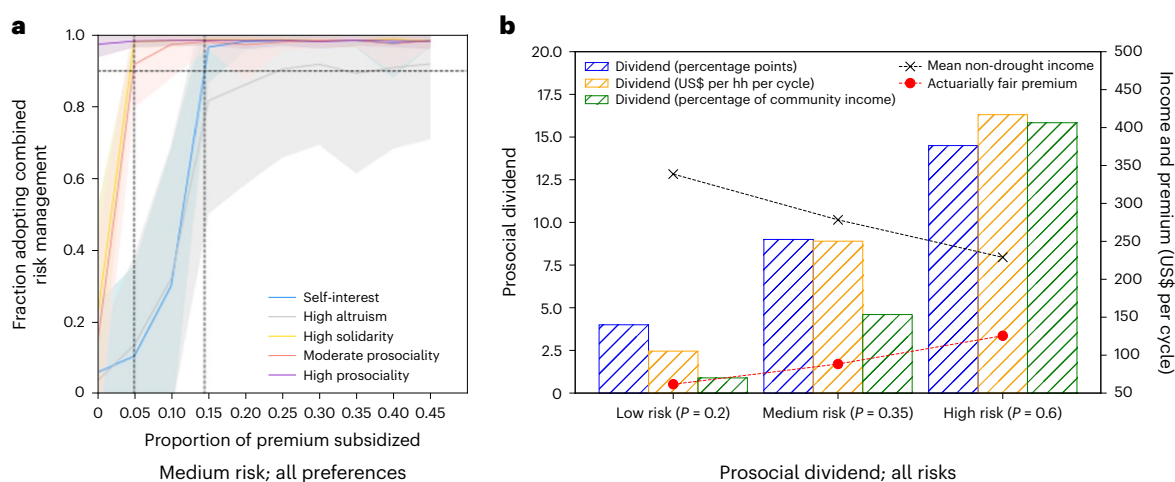 a
1.0
0.8
0.6
0.4
0.2
0
Fraction adopting combined
risk management
Self-interest
High altruism
High solidarity
Moderate prosociality
High prosociality
0 0.05 0.10 0.15 0.20 0.25 0.30 0.35 0.40 0.45
Proportion of premium subsidized
Medium risk; all preferences
b
20.0
17.5
15.0
12.5
10.0
7.5
5.0
2.5
0
Prosocial dividend
Dividend (percentage points)
Dividend (US$ per hh per cycle)
Dividend (percentage of community income)
Mean non-drought income
Actuarially fair premium
500
450
400
350
300
250
200
150
100
50
Income and premium (US$ per cycle)
Low risk (P = 0.2) Medium risk (P = 0.35) High risk (P = 0.6)
Prosocial dividend; all risks